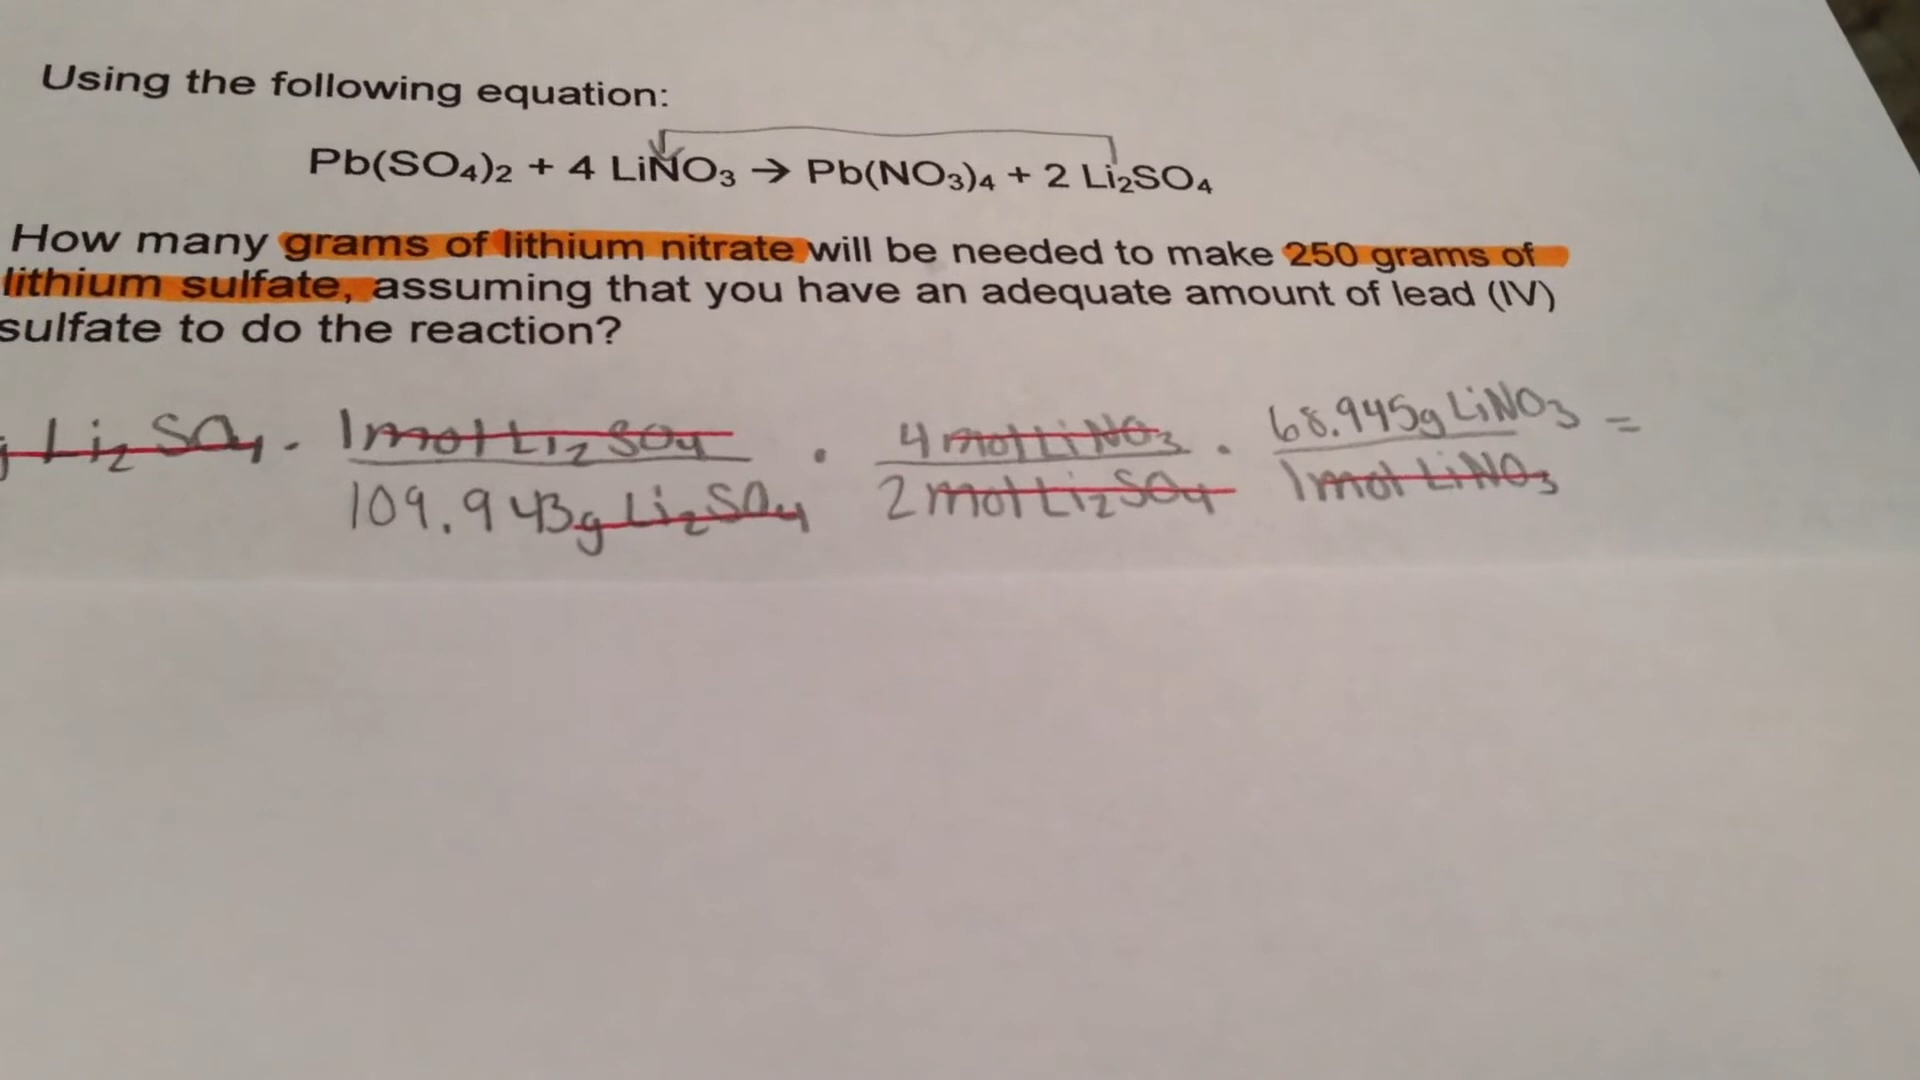 Using the following equation:
Pb(SO₄)₂ + 4 LiNO₃ → Pb(NO₃)₄ + 2 Li₂SO₄
How many grams of lithium nitrate will be needed to make 250 grams of
lithium sulfate, assuming that you have an adequate amount of lead (IV)
sulfate to do the reaction?
g Li₂SO₄ · 1 mol Li₂SO₄ · 4 mol LiNO₃ · 68.945g LiNO₃ =
109.943g Li₂SO₄ 2 mol Li₂SO₄ 1 mol LiNO₃